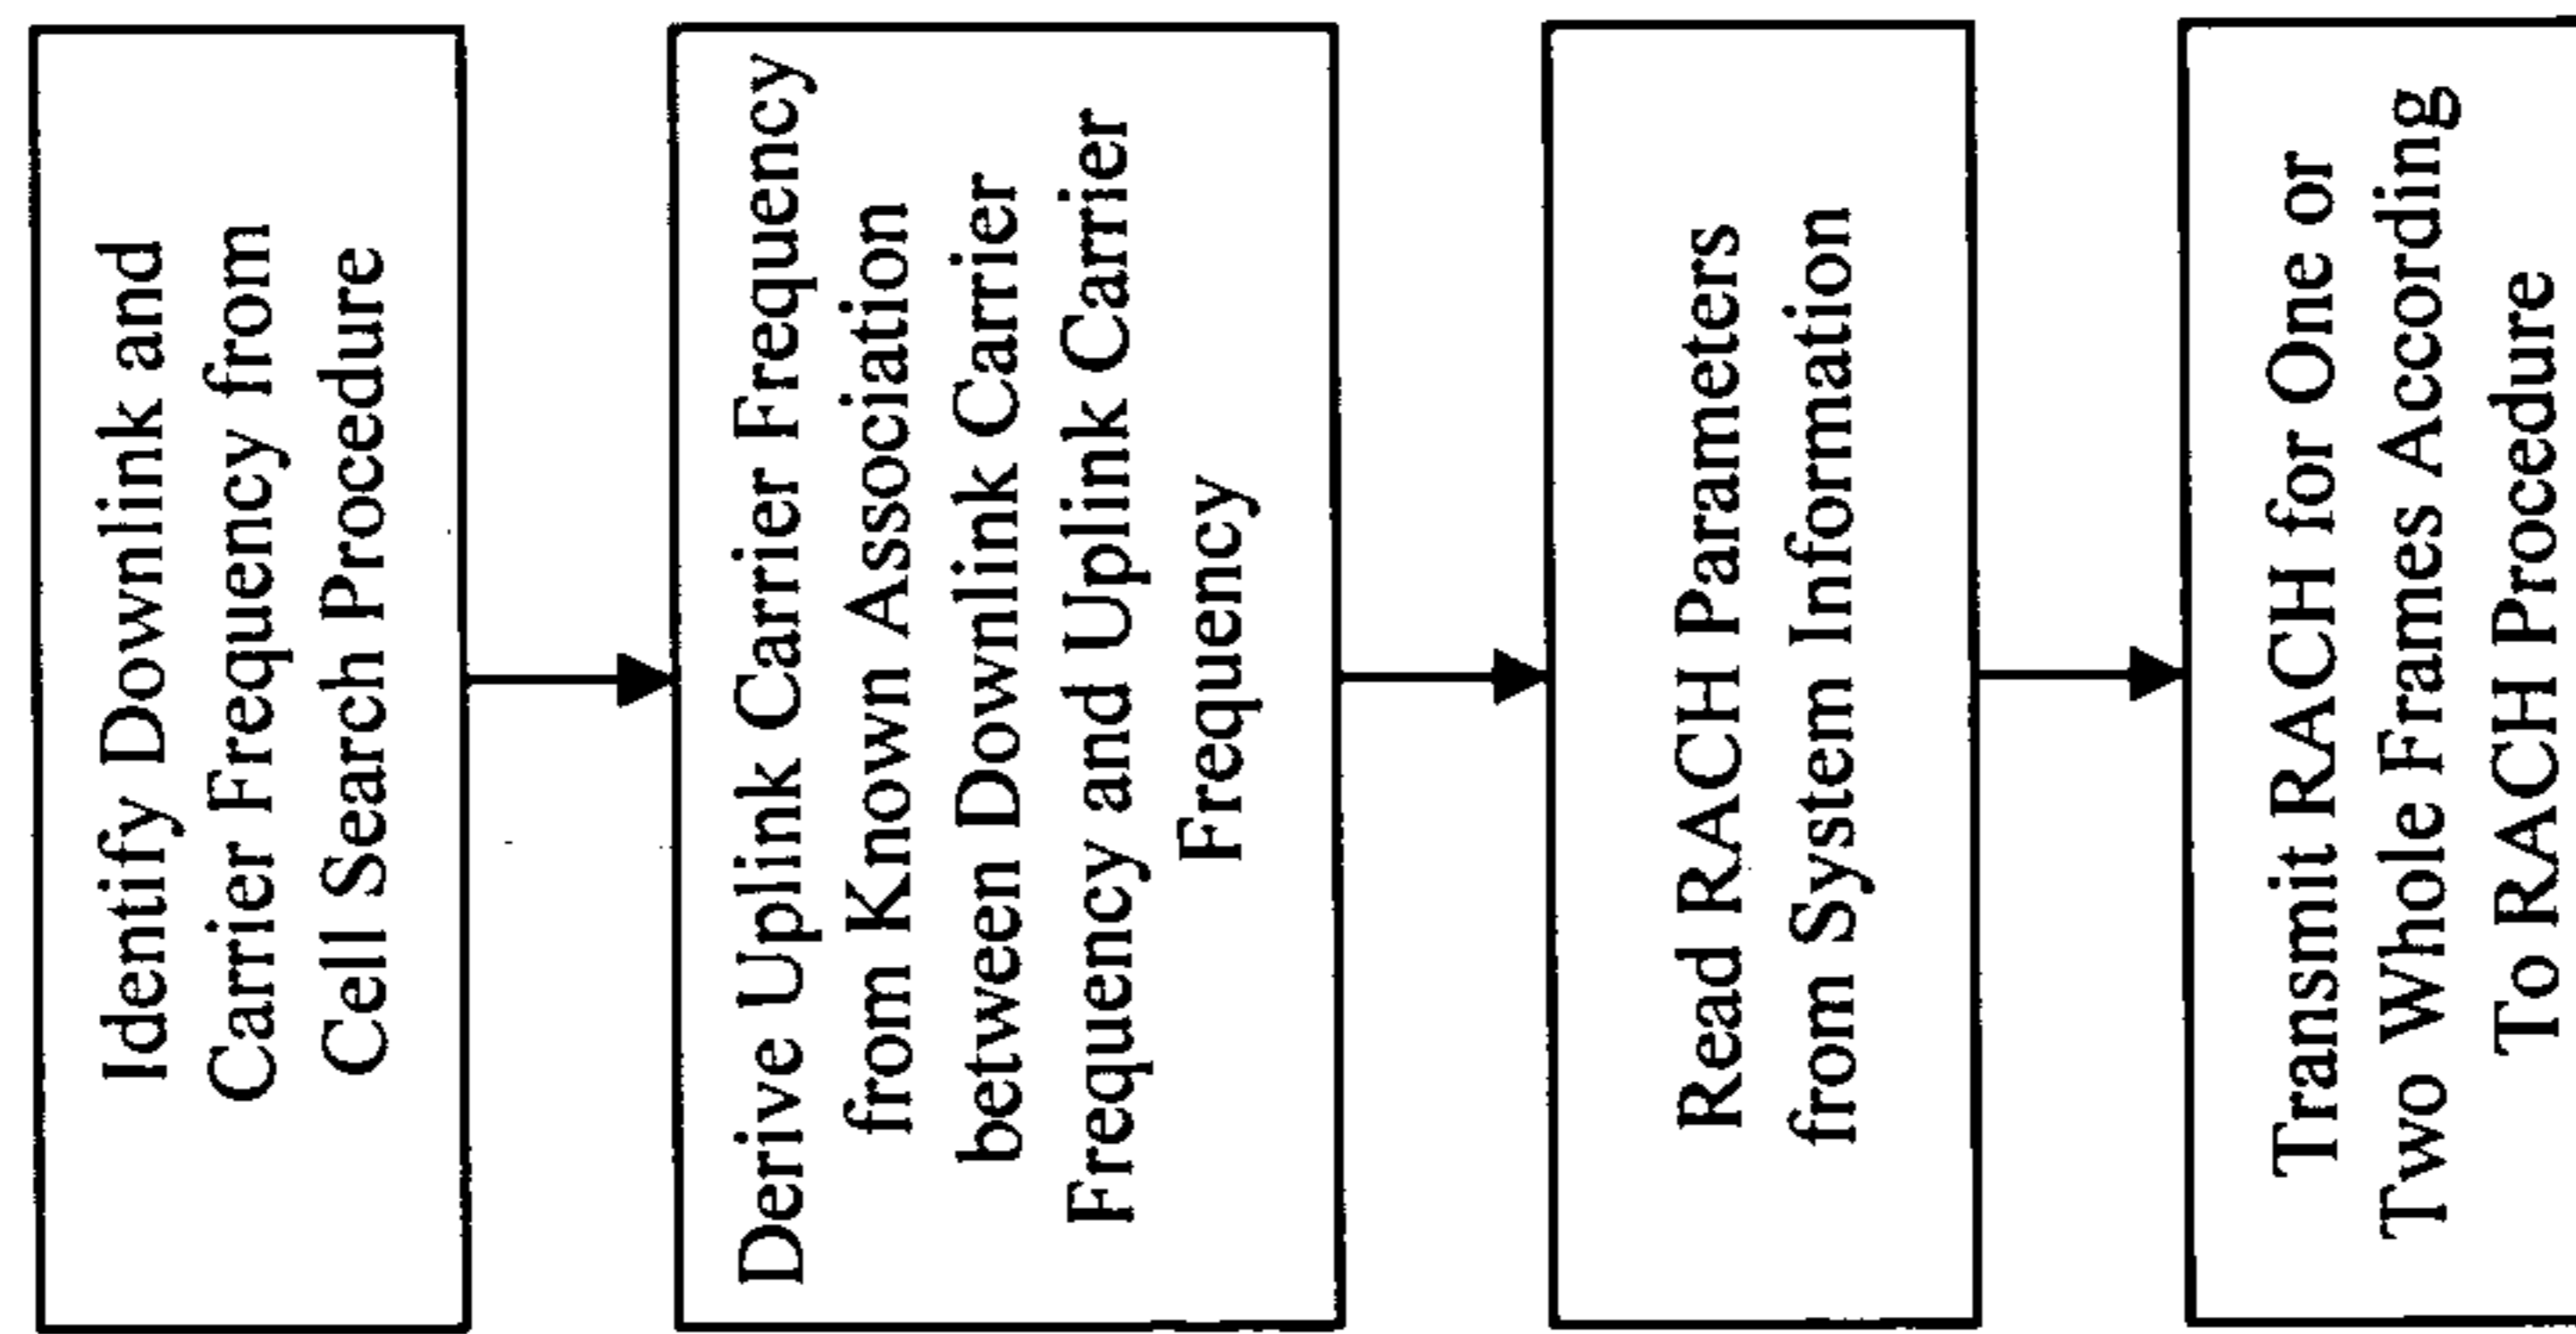 Identify Downlink and
Carrier Frequency from
Cell Search Procedure
Derive Uplink Carrier Frequency
from Known Association
between Downlink Carrier
Frequency and Uplink Carrier
Frequency
Read RACH Parameters
from System Information
Transmit RACH for One or
Two Whole Frames According
To RACH Procedure